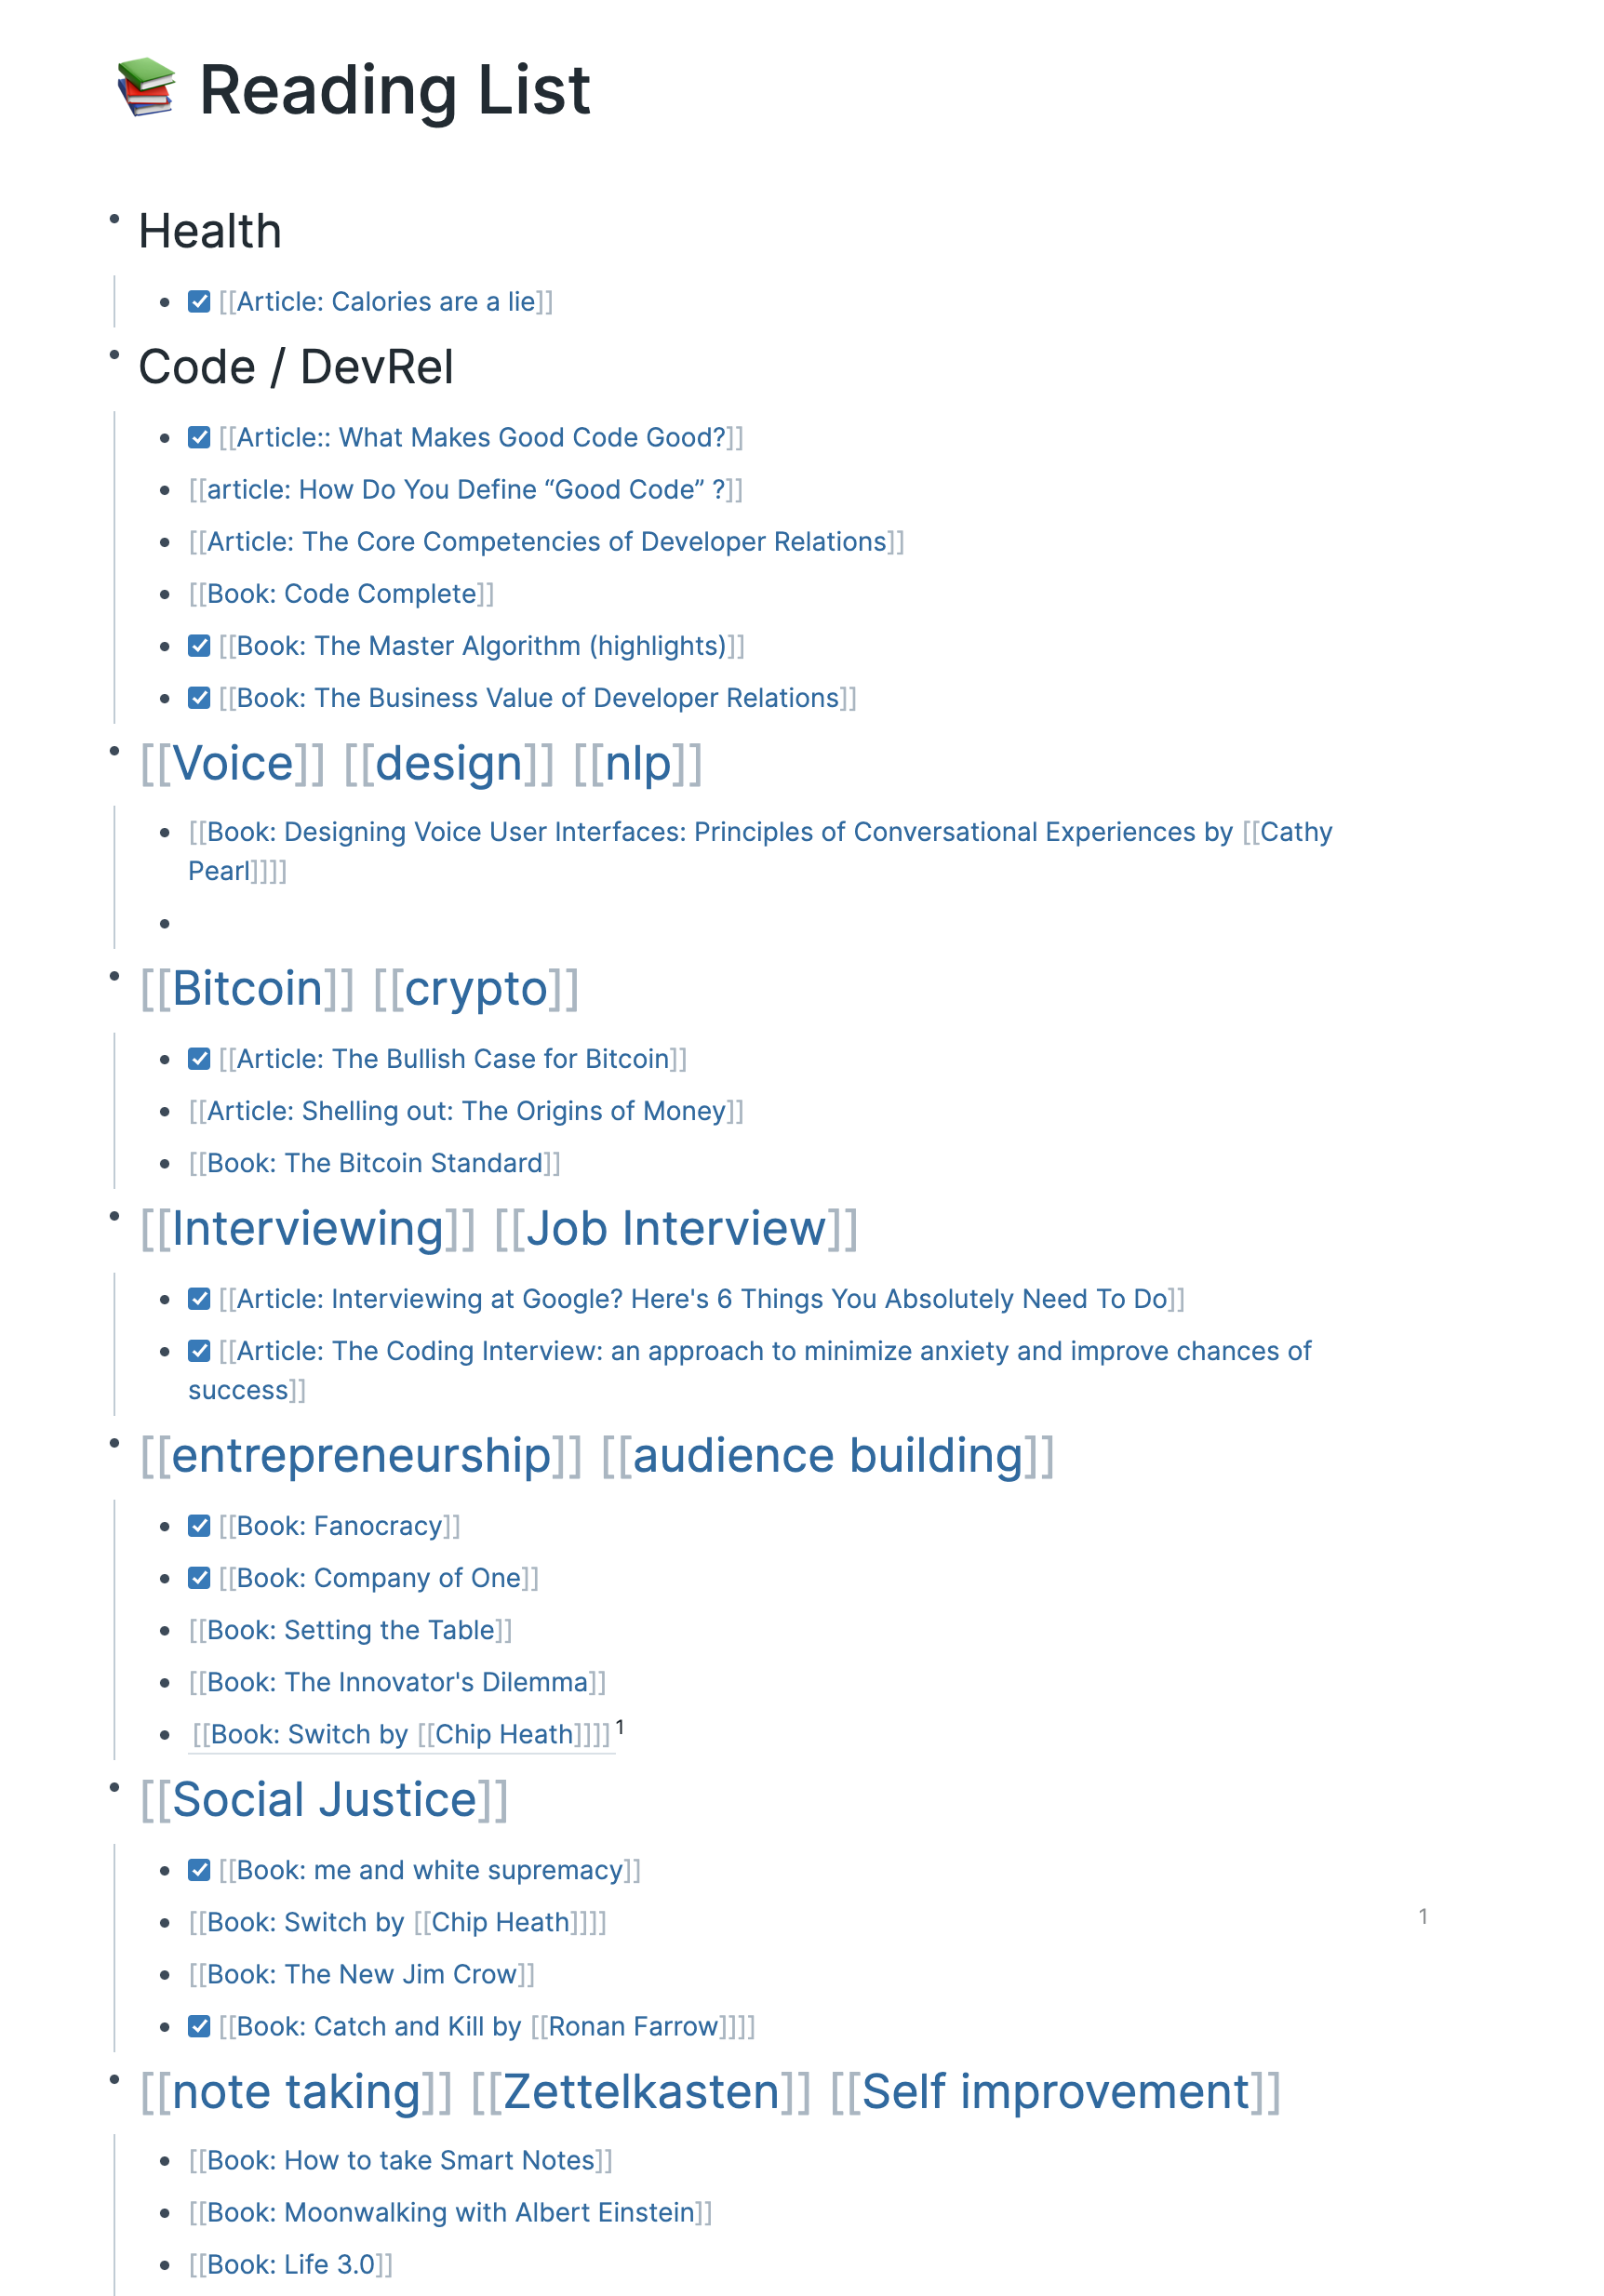 📚 Reading List
Health
[[Article: Calories are a lie]]
Code / DevRel
[[Article:: What Makes Good Code Good?]]
[[article: How Do You Define “Good Code” ?]]
[[Article: The Core Competencies of Developer Relations]]
[[Book: Code Complete]]
[[Book: The Master Algorithm (highlights)]]
[[Book: The Business Value of Developer Relations]]
[[Voice]] [[design]] [[nlp]]
[[Book: Designing Voice User Interfaces: Principles of Conversational Experiences by [[Cathy
Pearl]]]]
[[Bitcoin]] [[crypto]]
[[Article: The Bullish Case for Bitcoin]]
[[Article: Shelling out: The Origins of Money]]
[[Book: The Bitcoin Standard]]
[[Interviewing]] [[Job Interview]]
[[Article: Interviewing at Google? Here's 6 Things You Absolutely Need To Do]]
[[Article: The Coding Interview: an approach to minimize anxiety and improve chances of
success]]
[[entrepreneurship]] [[audience building]]
[[Book: Fanocracy]]
[[Book: Company of One]]
[[Book: Setting the Table]]
[[Book: The Innovator's Dilemma]]
[[Book: Switch by [[Chip Heath]]]] 1
[[Social Justice]]
[[Book: me and white supremacy]]
[[Book: Switch by [[Chip Heath]]]] 1
[[Book: The New Jim Crow]]
[[Book: Catch and Kill by [[Ronan Farrow]]]]
[[note taking]] [[Zettelkasten]] [[Self improvement]]
[[Book: How to take Smart Notes]]
[[Book: Moonwalking with Albert Einstein]]
[[Book: Life 3.0]]